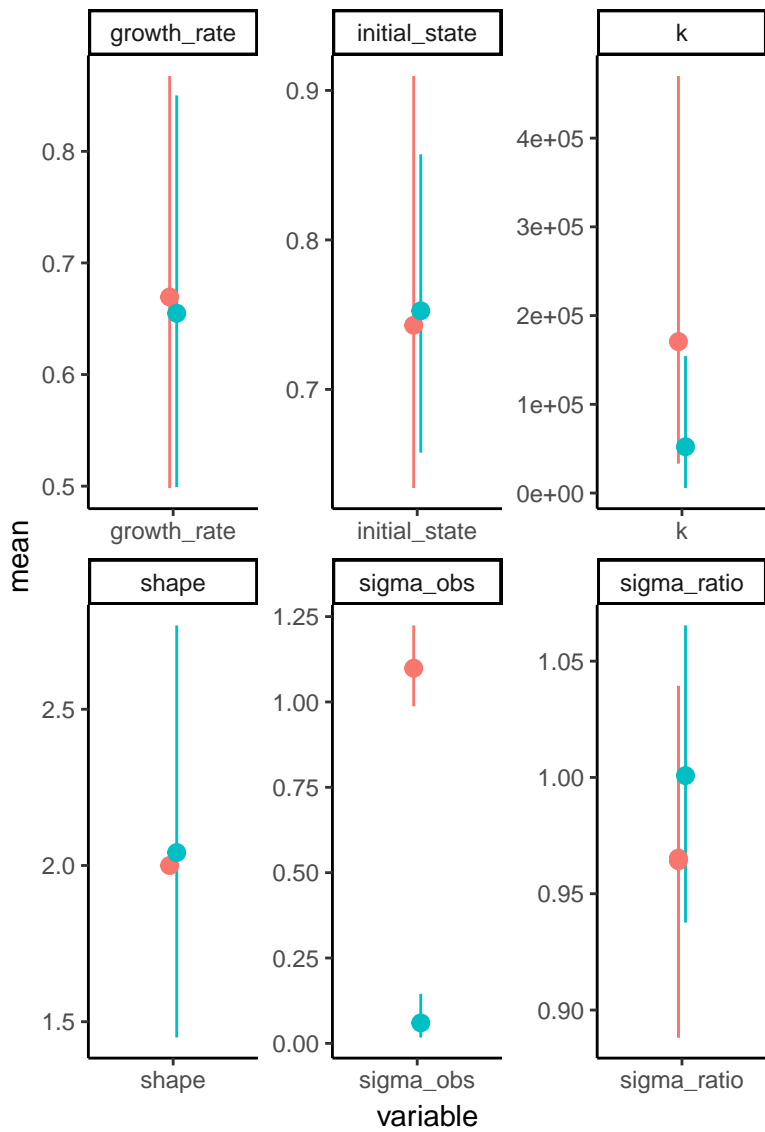 growth_rate
initial_state
k
0.8
0.7
0.6
0.5
0.9
0.8
0.7
4e+05
3e+05
2e+05
1e+05
0e+00
growth_rate
initial_state
k
mean
shape
sigma_obs
sigma_ratio
2.5
2.0
1.5
1.25
1.00
0.75
0.50
0.25
0.00
1.05
1.00
0.95
0.90
shape
sigma_obs
sigma_ratio
variable